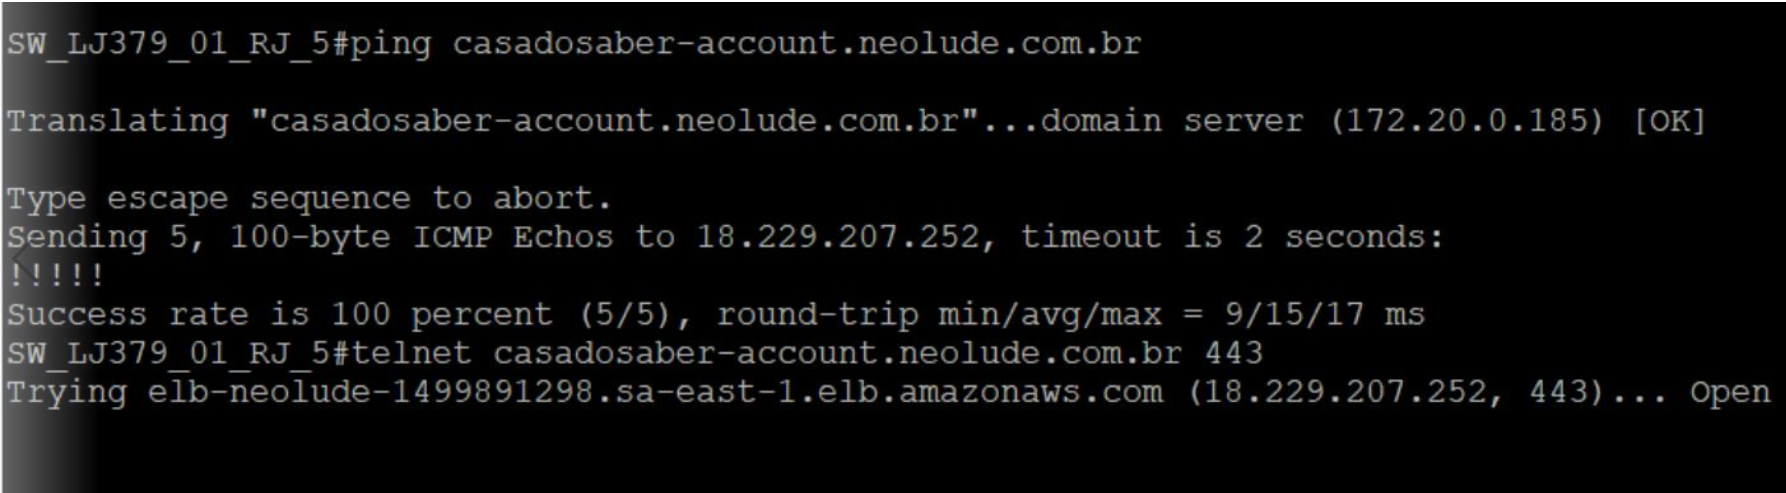 SW_LJ379_01_RJ_5#ping casadosaber-account.neolude.com.br
Translating "casadosaber-account.neolude.com.br"...domain server (172.20.0.185) [OK]
Type escape sequence to abort.
Sending 5, 100-byte ICMP Echos to 18.229.207.252, timeout is 2 seconds:
!!!!!
Success rate is 100 percent (5/5), round-trip min/avg/max = 9/15/17 ms
SW_LJ379_01_RJ_5#telnet casadosaber-account.neolude.com.br 443
Trying elb-neolude-1499891298.sa-east-1.elb.amazonaws.com (18.229.207.252, 443)... Open